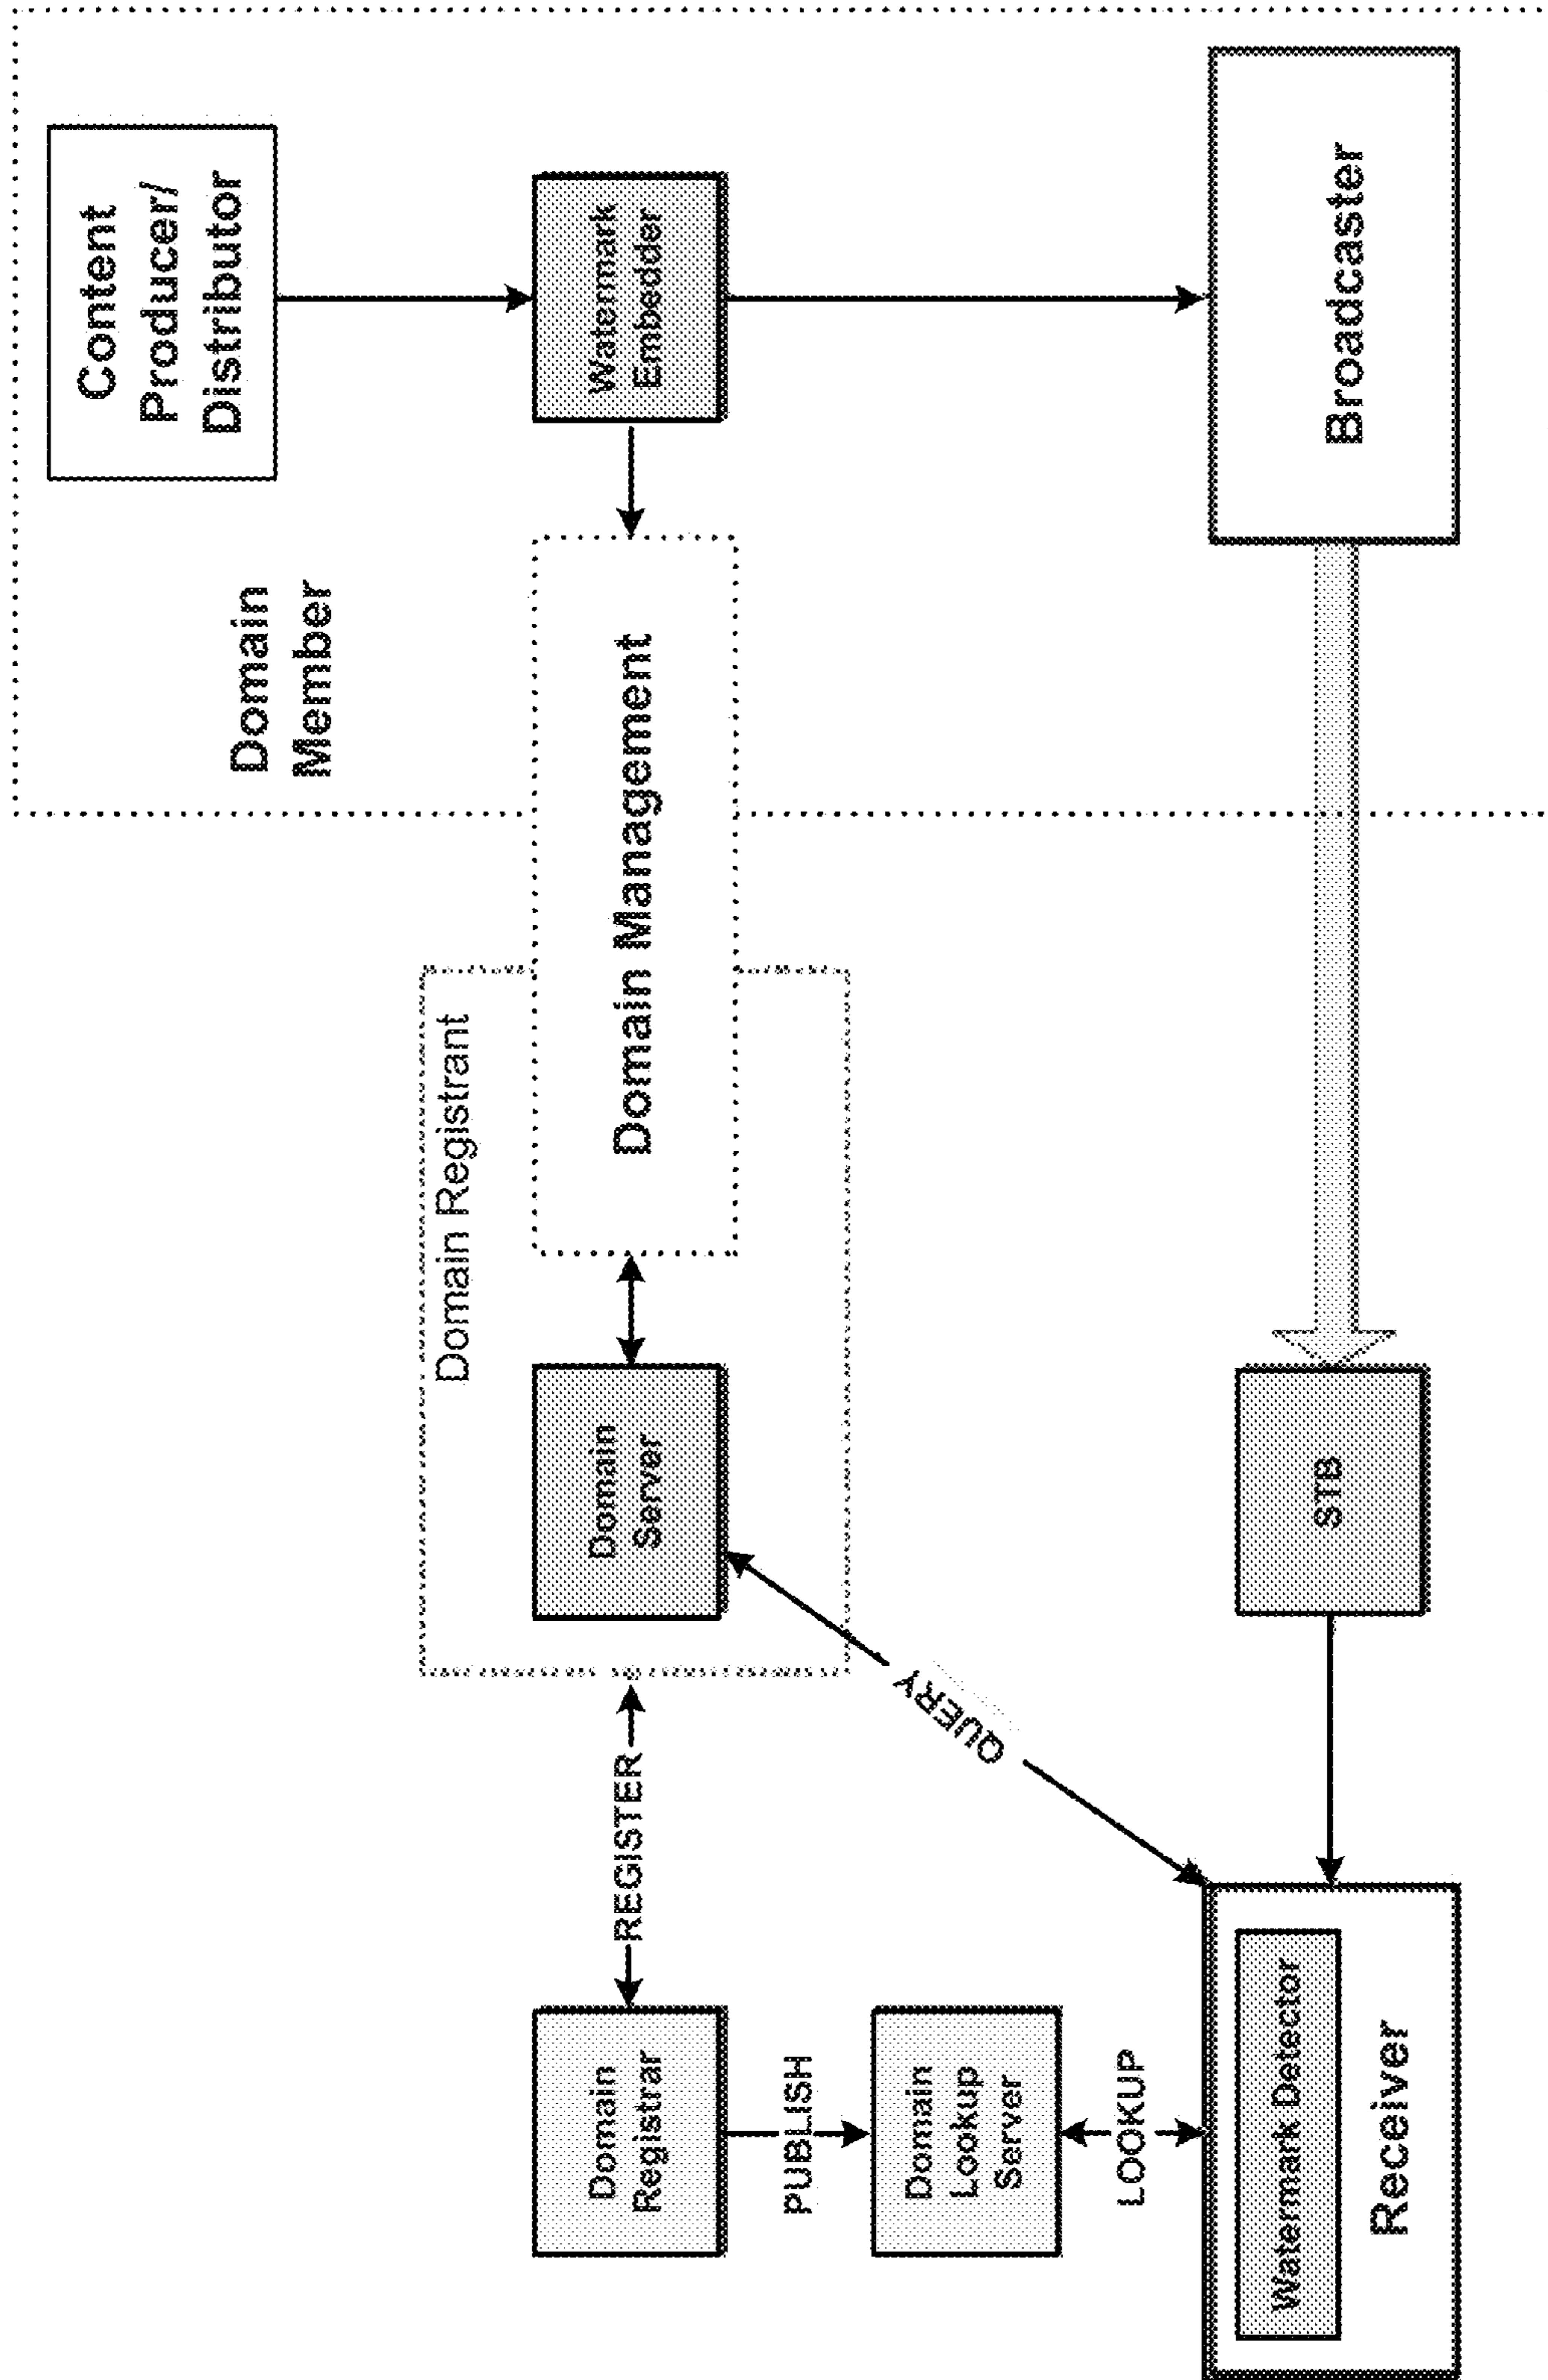 Content
Producer/
Distributor
Domain
Member
Watermark
Embedder
Domain Management
Domain Registrant
Domain
Server
REGISTER
Domain
Registrar
PUBLISH
Domain
Lookup
Server
LOOKUP
QUERY
Broadcaster
STB
Watermark Detector
Receiver